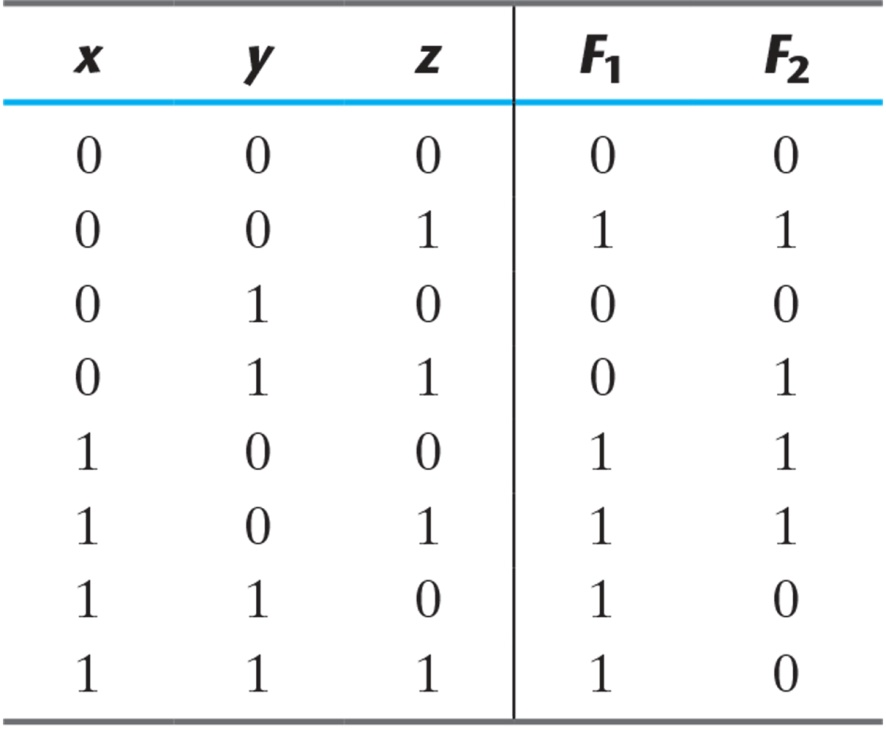 x y z F₁ F₂
0 0 0 0 0
0 0 1 1 1
0 1 0 0 0
0 1 1 0 1
1 0 0 1 1
1 0 1 1 1
1 1 0 1 0
1 1 1 1 0